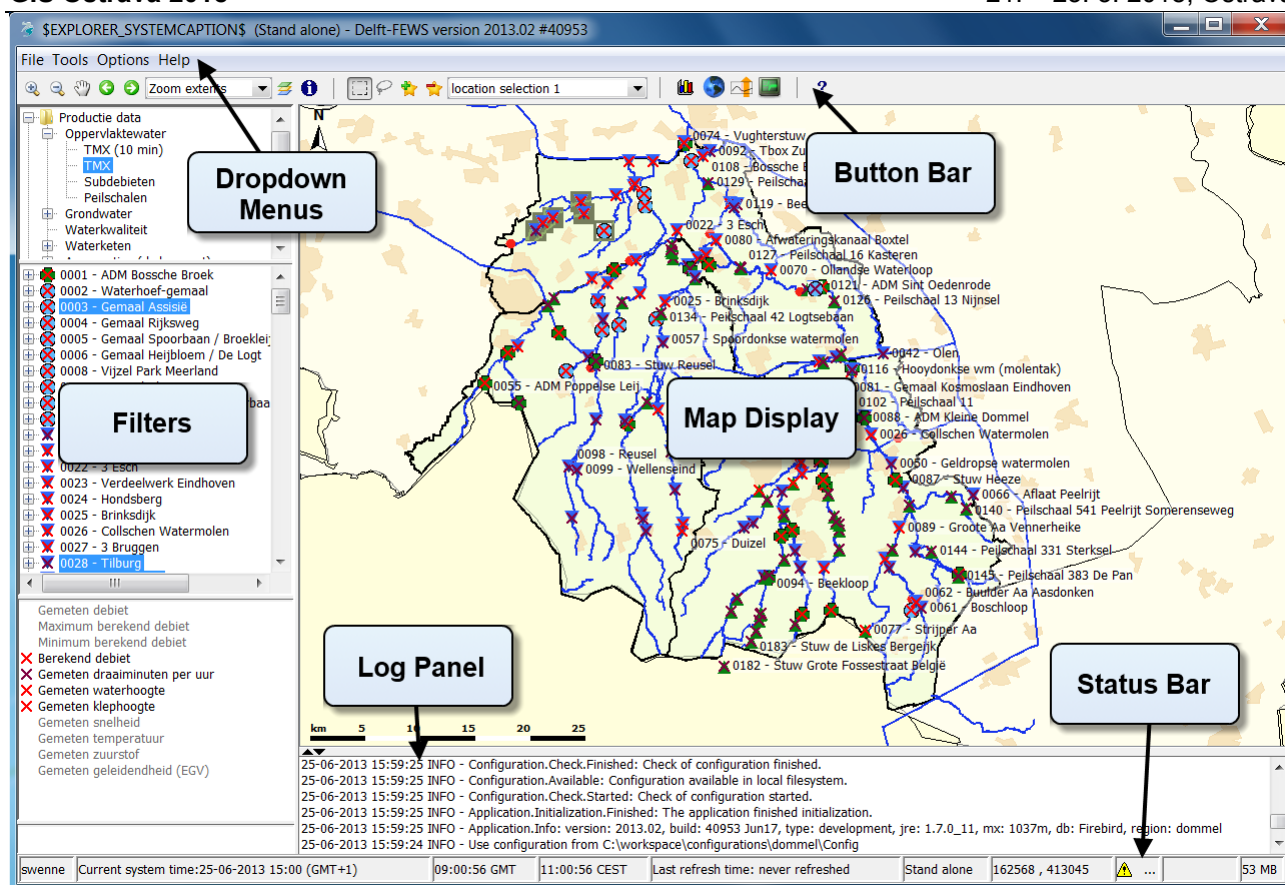 $EXPLORER_SYSTEMCAPTION$ (Stand alone) - Delft-FEWS version 2013.02 #40953
File Tools Options Help
Zoom extents
location selection 1
Dropdown Menus
Button Bar
Productie data
Oppervlaktewater
TMX (10 min)
TMX
Subdebieten
Peilschalen
Grondwater
Waterkwaliteit
Waterketen
0001 - ADM Bossche Broek
0002 - Waterhoef-gemaal
0003 - Gemaal Assisië
0004 - Gemaal Rijksweg
0005 - Gemaal Spoorbaan / Broekleij
0006 - Gemaal Heijbloem / De Logt
0008 - Vijzel Park Meerland
Filters
0022 - 3 Esch
0023 - Verdeelwerk Eindhoven
0024 - Hondsberg
0025 - Brinksdijk
0026 - Collschen Watermolen
0027 - 3 Bruggen
0028 - Tilburg
Gemeten debiet
Maximum berekend debiet
Minimum berekend debiet
Berekend debiet
Gemeten draaiminuten per uur
Gemeten waterhoogte
Gemeten klephoogte
Gemeten snelheid
Gemeten temperatuur
Gemeten zuurstof
Gemeten geleidendheid (EGV)
N
0074 - Vughterstuw
0092 - Tbox
0108 - Bossche
0129 -
0119 -
0022 - 3 Esch
0080 - Afwateringskanaal Boxtel
0127 - Peilschaal 16 Kasteren
0070 - Ollandse Waterloop
0121 - ADM Sint Oedenrode
0126 - Peilschaal 13 Nijnsel
0025 - Brinksdijk
0134 - Peilschaal 42 Logtsebaan
0057 - Spoordonkse watermolen
0083 - Stuw Reusel
0042 - Olen
0116 - Hooydonkse wm (molentak)
0055 - ADM Poppelse Leij
0081 - Gemaal Kosmoslaan Eindhoven
0102 - Peilschaal 11
0088 - ADM Kleine Dommel
0026 - Collschen Watermolen
Map Display
0098 - Reusel
0099 - Wellenseind
0050 - Geldropse watermolen
0087 - Stuw Heeze
0066 - Aflaat Peelrijt
0140 - Peilschaal 541 Peelrijt Somerenseweg
0089 - Groote Aa Vennerheike
0075 - Duizel
0144 - Peilschaal 331 Sterksel
0145 - Peilschaal 383 De Pan
0094 - Beekloop
0062 - Buulder Aa Aasdonken
0061 - Boschloop
0077 - Strijper Aa
0183 - Stuw de Liskes Bergeijk
0182 - Stuw Grote Fossestraat België
Log Panel
Status Bar
km 5 10 15 20 25
25-06-2013 15:59:25 INFO - Configuration.Check.Finished: Check of configuration finished.
25-06-2013 15:59:25 INFO - Configuration.Available: Configuration available in local filesystem.
25-06-2013 15:59:25 INFO - Configuration.Check.Started: Check of configuration started.
25-06-2013 15:59:25 INFO - Application.Initialization.Finished: The application finished initialization.
25-06-2013 15:59:25 INFO - Application.Info: version: 2013.02, build: 40953 Jun17, type: development, jre: 1.7.0_11, mx: 1037m, db: Firebird, region: dommel
25-06-2013 15:59:24 INFO - Use configuration from C:\workspace\configurations\dommel\Config
swenne Current system time:25-06-2013 15:00 (GMT+1) 09:00:56 GMT 11:00:56 CEST Last refresh time: never refreshed Stand alone 162568 , 413045 ... 53 MB